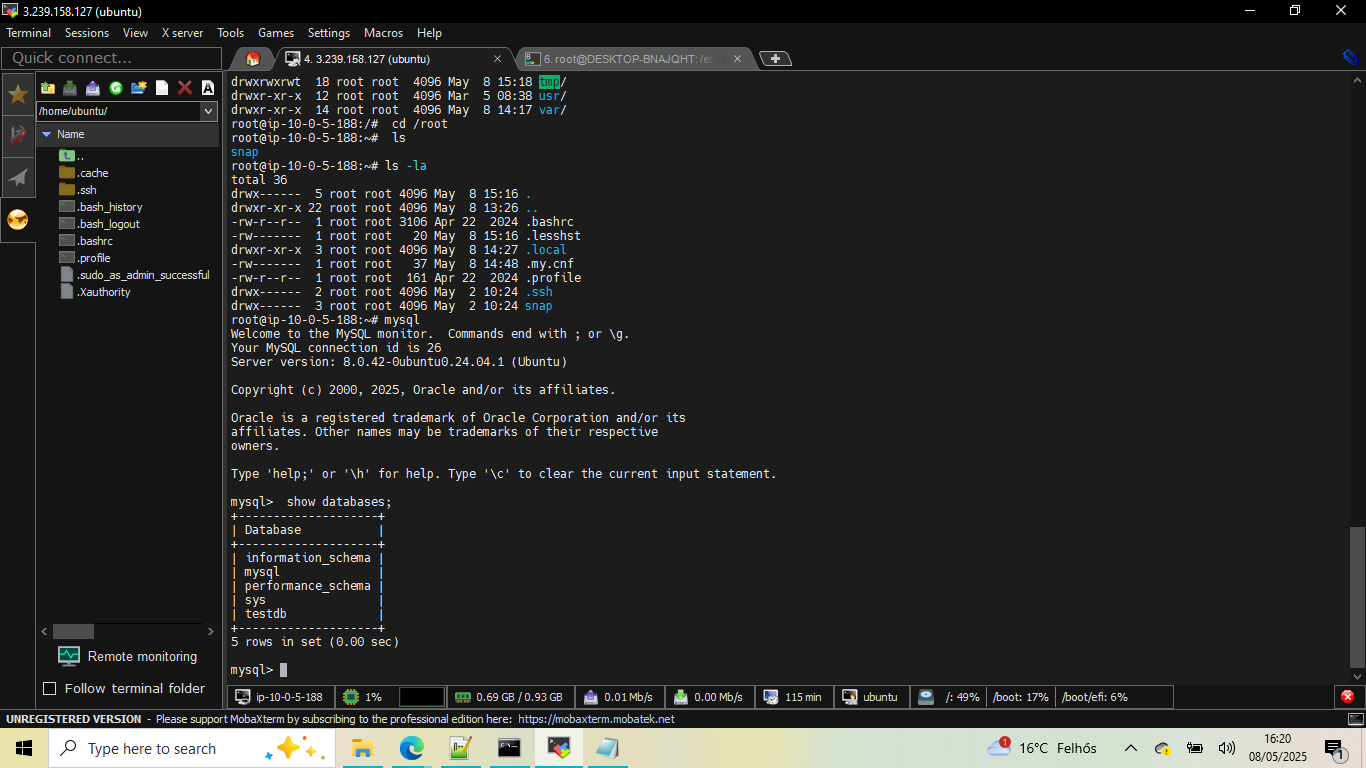 3.239.158.127 (ubuntu)
Terminal Sessions View X server Tools Games Settings Macros Help
Quick connect...
4. 3.239.158.127 (ubuntu)
6. root@DESKTOP-BNAJQHT: /et
/home/ubuntu/
Name
..
.cache
.ssh
.bash_history
.bash_logout
.bashrc
.profile
.sudo_as_admin_successful
.Xauthority
Remote monitoring
Follow terminal folder
drwxrwxrwt  18 root root  4096 May  8 15:18 tmp/
drwxr-xr-x  12 root root  4096 Mar  5 08:38 usr/
drwxr-xr-x  14 root root  4096 May  8 14:17 var/
root@ip-10-0-5-188:/#  cd /root
root@ip-10-0-5-188:~#  ls
snap
root@ip-10-0-5-188:~# ls -la
total 36
drwx------  5 root root 4096 May  8 15:16 .
drwxr-xr-x 22 root root 4096 May  8 13:26 ..
-rw-r--r--  1 root root 3106 Apr 22  2024 .bashrc
-rw-------  1 root root   20 May  8 15:16 .lesshst
drwxr-xr-x  3 root root 4096 May  8 14:27 .local
-rw-------  1 root root   37 May  8 14:48 .my.cnf
-rw-r--r--  1 root root  161 Apr 22  2024 .profile
drwx------  2 root root 4096 May  2 10:24 .ssh
drwx------  3 root root 4096 May  2 10:24 snap
root@ip-10-0-5-188:~# mysql
Welcome to the MySQL monitor.  Commands end with ; or \g.
Your MySQL connection id is 26
Server version: 8.0.42-0ubuntu0.24.04.1 (Ubuntu)
Copyright (c) 2000, 2025, Oracle and/or its affiliates.
Oracle is a registered trademark of Oracle Corporation and/or its
affiliates. Other names may be trademarks of their respective
owners.
Type 'help;' or '\h' for help. Type '\c' to clear the current input statement.
mysql>  show databases;
+--------------------+
| Database           |
+--------------------+
| information_schema |
| mysql              |
| performance_schema |
| sys                |
| testdb             |
+--------------------+
5 rows in set (0.00 sec)
mysql>
ip-10-0-5-188 1% 0.69 GB / 0.93 GB 0.01 Mb/s 0.00 Mb/s 115 min ubuntu /: 49% /boot: 17% /boot/efi: 6%
UNREGISTERED VERSION - Please support MobaXterm by subscribing to the professional edition here: https://mobaxterm.mobatek.net
Type here to search
1
16°C Felhős
16:20
08/05/2025
1